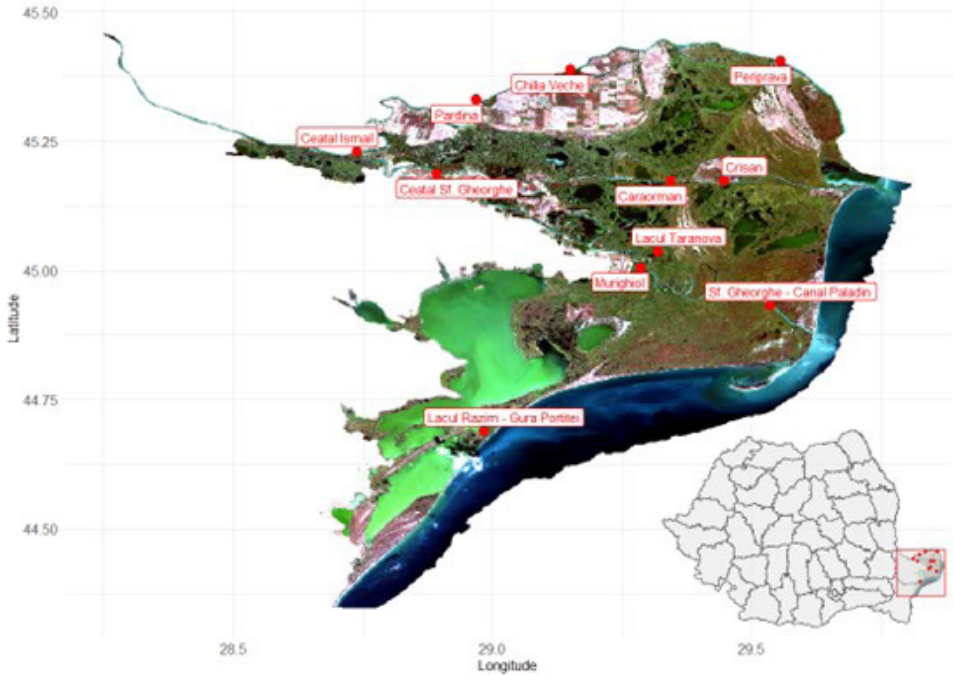 45.50
Periprava
Chilia Veche
Pardina
45.25
Ceatal Ismail
Crisan
Ceatal Sf. Gheorghe
Caraorman
Lacul Taranova
45.00
Murighiol
Sf. Gheorghe - Canal Paladin
Latitude
44.75
Lacul Razim - Gura Portitei
44.50
28.5
29.0
29.5
Longitude